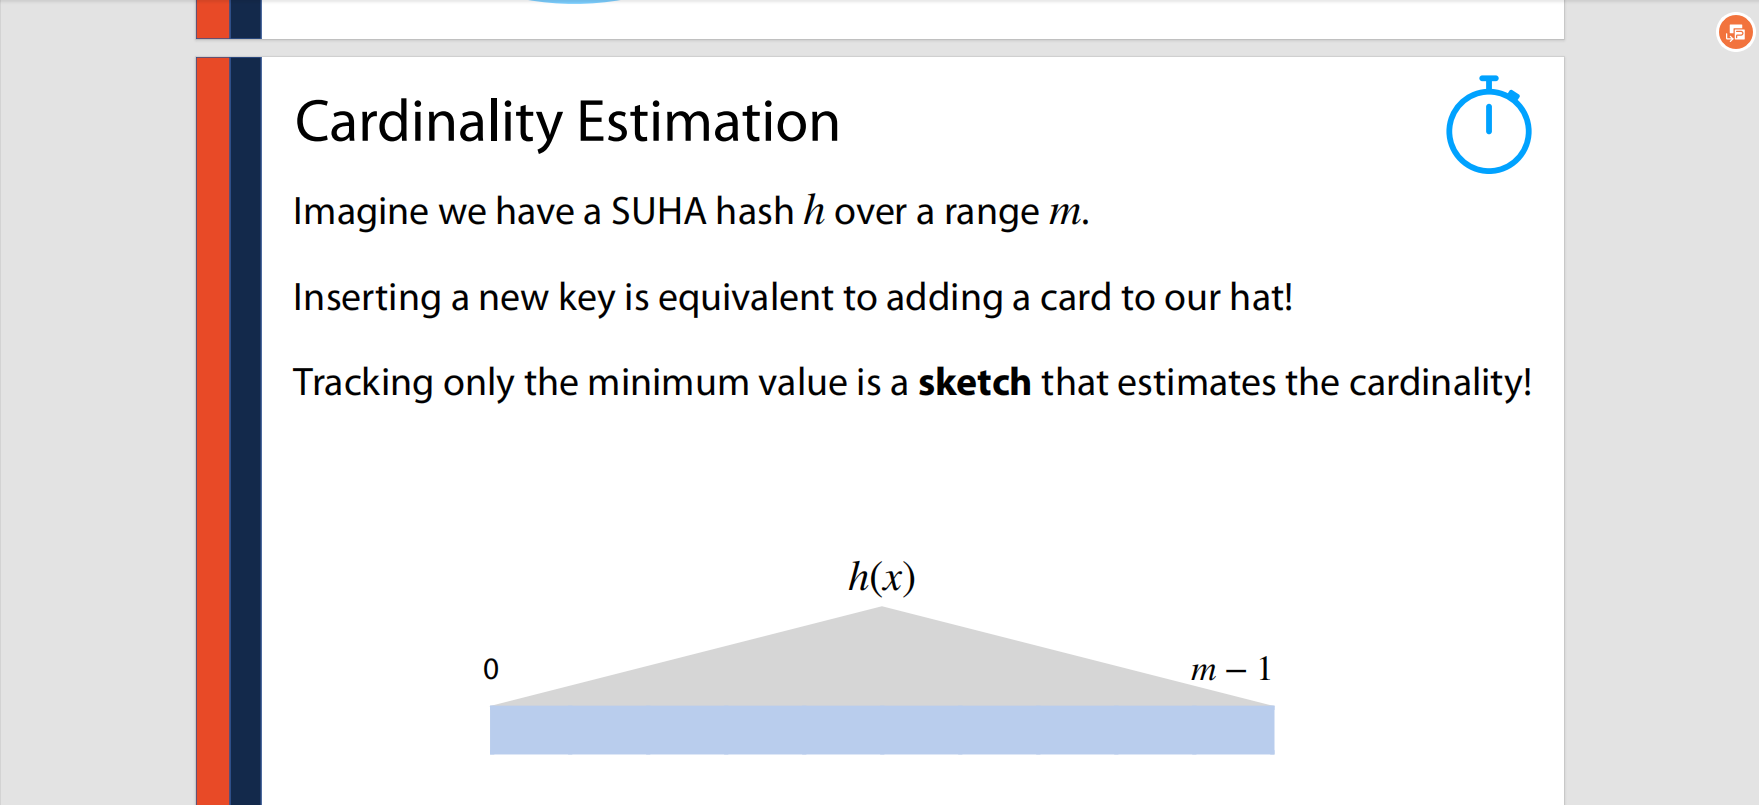 Cardinality Estimation
Imagine we have a SUHA hash h over a range m.
Inserting a new key is equivalent to adding a card to our hat!
Tracking only the minimum value is a sketch that estimates the cardinality!
h(x)
0
m − 1